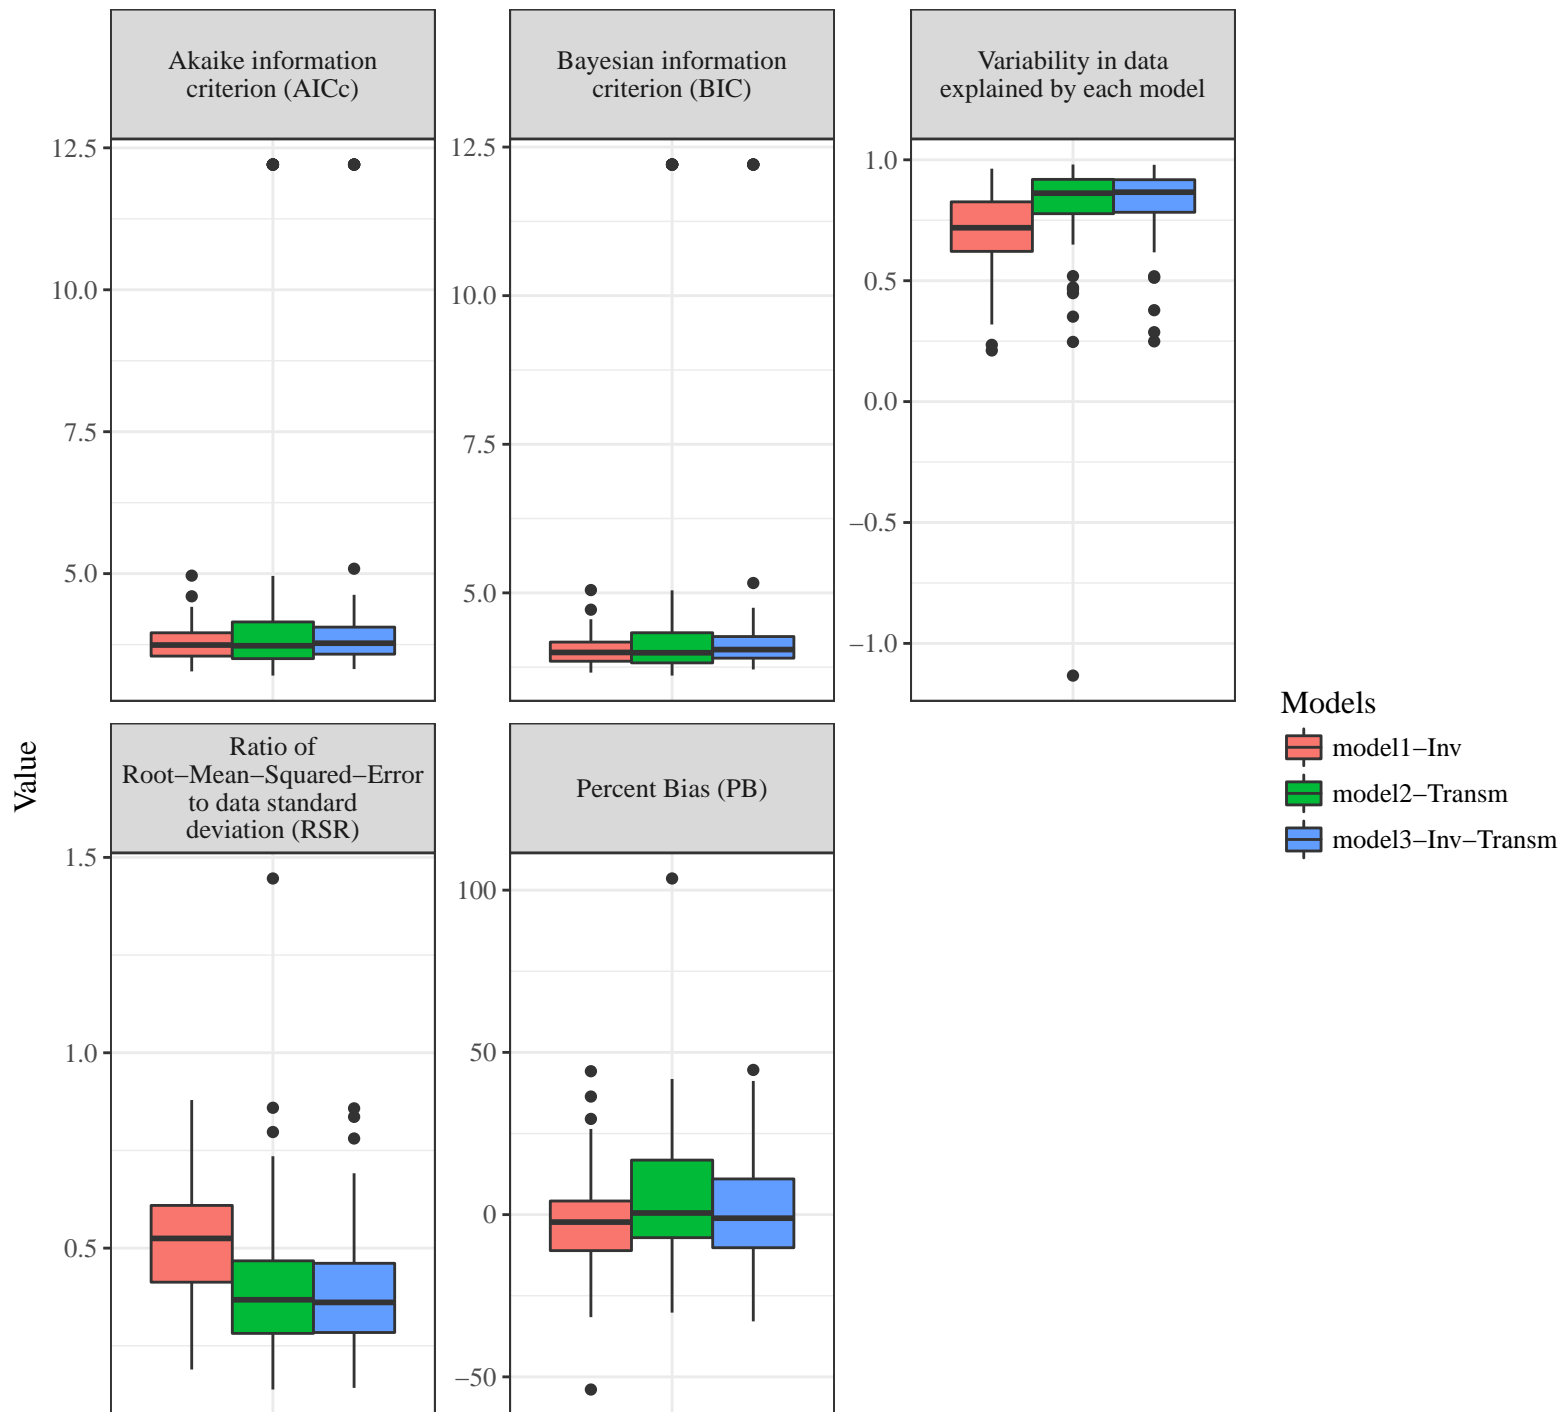 Akaike information
criterion (AICc)
Bayesian information
criterion (BIC)
Variability in data
explained by each model
12.5
10.0
7.5
5.0
12.5
10.0
7.5
5.0
1.0
0.5
0.0
−0.5
−1.0
Ratio of
Root−Mean−Squared−Error
to data standard
deviation (RSR)
Percent Bias (PB)
1.5
1.0
0.5
100
50
0
−50
Value
Models
model1−Inv
model2−Transm
model3−Inv−Transm